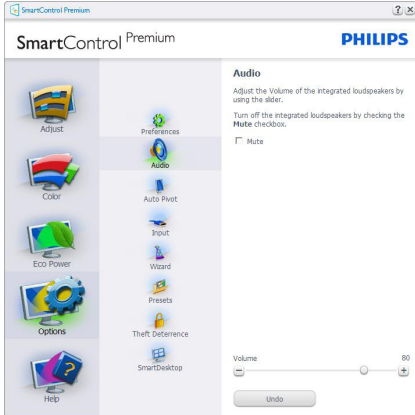 SmartControl Premium
SmartControl Premium
PHILIPS
Adjust
Color
Eco Power
Options
Help
Preferences
Audio
Auto Pivot
Input
Wizard
Presets
Theft Deterrence
SmartDesktop
Audio
Adjust the Volume of the integrated loudspeakers by
using the slider.
Turn off the integrated loudspeakers by checking the
Mute checkbox.
Mute
Volume
80
Undo